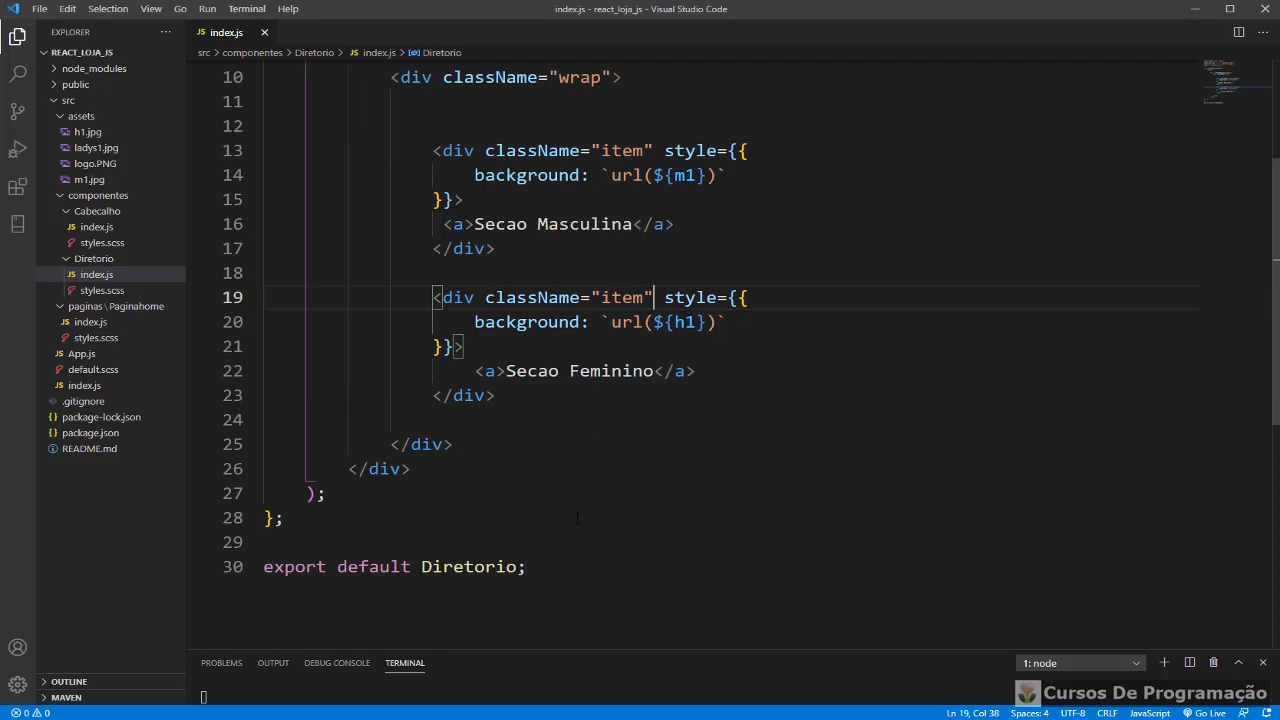 File Edit Selection View Go Run Terminal Help
index.js - react_loja_js - Visual Studio Code
EXPLORER
REACT_LOJA_JS
node_modules
public
src
assets
h1.jpg
ladys1.jpg
logo.PNG
m1.jpg
componentes
Cabecalho
index.js
styles.scss
Diretorio
index.js
styles.scss
paginas \ Paginahome
index.js
styles.scss
App.js
default.scss
index.js
.gitignore
package-lock.json
package.json
README.md
OUTLINE
MAVEN
index.js
src > componentes > Diretorio > index.js > Diretorio
10 <div className="wrap">
11
12
13 <div className="item" style={{
14 background: `url(${m1})`
15 }}>
16 <a>Secao Masculina</a>
17 </div>
18
19 <div className="item" style={{
20 background: `url(${h1})`
21 }}>
22 <a>Secao Feminino</a>
23 </div>
24
25 </div>
26 </div>
27 );
28 };
29
30 export default Diretorio;
PROBLEMS OUTPUT DEBUG CONSOLE TERMINAL
1: node
Cursos De Programação
0 0
Ln 19, Col 38 Spaces: 4 UTF-8 CRLF JavaScript Go Live